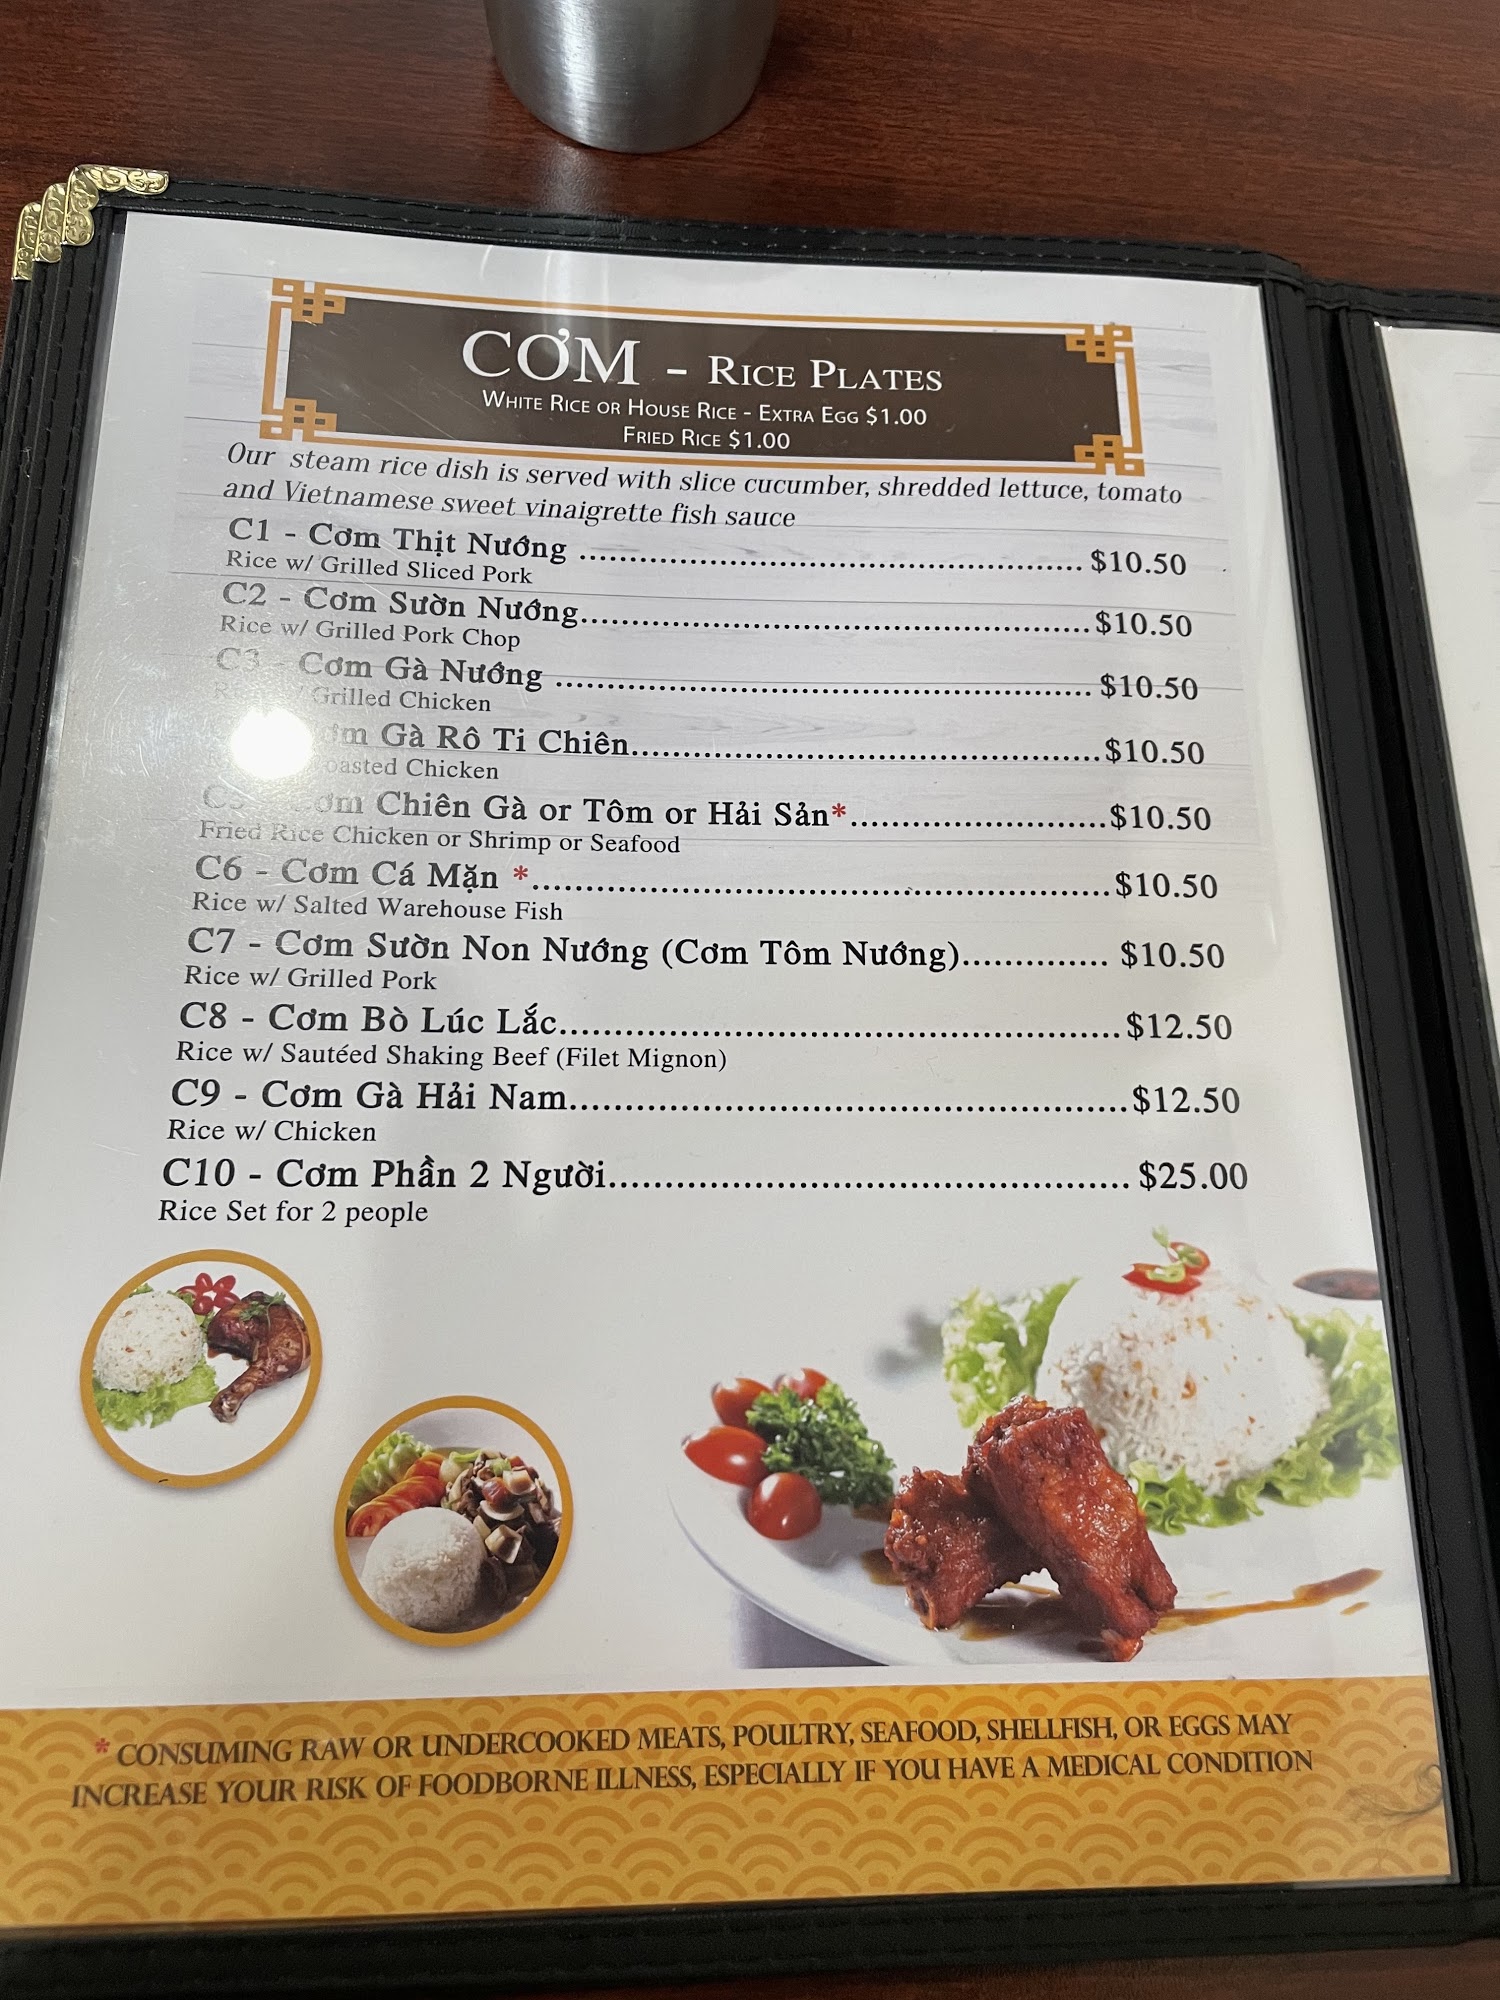 CƠM - RICE PLATES
WHITE RICE OR HOUSE RICE - EXTRA EGG $1.00
FRIED RICE $1.00
Our steam rice dish is served with slice cucumber, shredded lettuce, tomato
and Vietnamese sweet vinaigrette fish sauce
C1 - Cơm Thịt Nướng ........ $10.50
Rice w/ Grilled Sliced Pork
C2 - Cơm Sườn Nướng........$10.50
Rice w/ Grilled Pork Chop
C3 - Cơm Gà Nướng ........ $10.50
Grilled Chicken
Gà Rô Ti Chiên........$10.50
Chicken
Chiên Gà or Tôm or Hải Sản*........$10.50
Fried Rice Chicken or Shrimp or Seafood
C6 - Cơm Cá Mặn *........$10.50
Rice w/ Salted Warehouse Fish
C7 - Cơm Sườn Non Nướng (Cơm Tôm Nướng)........ $10.50
Rice w/ Grilled Pork
C8 - Cơm Bò Lúc Lắc........$12.50
Rice w/ Sautéed Shaking Beef (Filet Mignon)
C9 - Cơm Gà Hải Nam........$12.50
Rice w/ Chicken
C10 - Cơm Phần 2 Người........ $25.00
Rice Set for 2 people
* CONSUMING RAW OR UNDERCOOKED MEATS, POULTRY, SEAFOOD, SHELLFISH, OR EGGS MAY
INCREASE YOUR RISK OF FOODBORNE ILLNESS, ESPECIALLY IF YOU HAVE A MEDICAL CONDITION